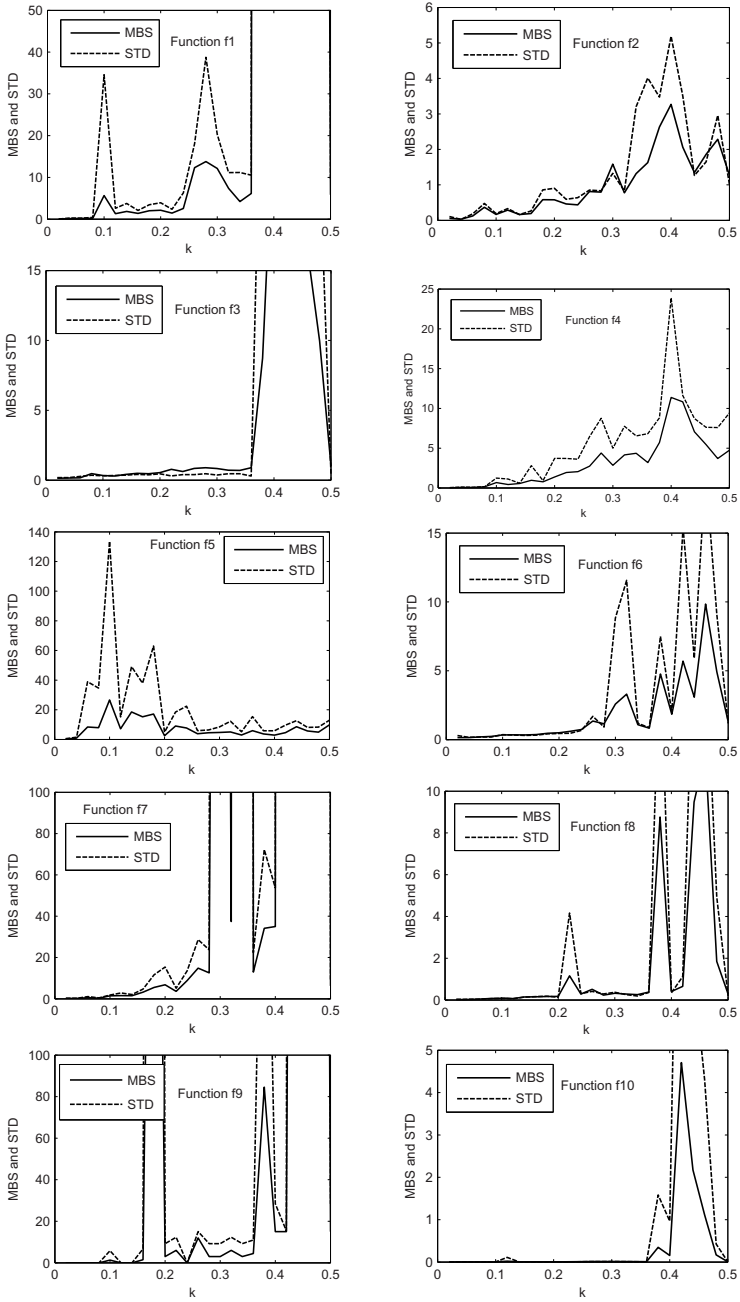 50
40
30
20
10
0
MBS and STD
MBS
STD
Function f1
0 0.1 0.2 0.3 0.4 0.5
k
6
5
4
3
2
1
0
MBS and STD
MBS
STD
Function f2
0 0.1 0.2 0.3 0.4 0.5
k
15
10
5
0
MBS and STD
MBS
STD
Function f3
0 0.1 0.2 0.3 0.4 0.5
k
25
20
15
10
5
0
MBS and STD
MBS
STD
Function f4
0 0.1 0.2 0.3 0.4 0.5
k
140
120
100
80
60
40
20
0
MBS and STD
Function f5
MBS
STD
0 0.1 0.2 0.3 0.4 0.5
k
15
10
5
0
MBS and STD
MBS
STD
Function f6
0 0.1 0.2 0.3 0.4 0.5
k
100
80
60
40
20
0
MBS and STD
Function f7
MBS
STD
0 0.1 0.2 0.3 0.4 0.5
k
10
8
6
4
2
0
MBS and STD
MBS
STD
Function f8
0 0.1 0.2 0.3 0.4 0.5
k
100
80
60
40
20
0
MBS and STD
MBS
STD
Function f9
0 0.1 0.2 0.3 0.4 0.5
k
5
4
3
2
1
0
MBS and STD
MBS
STD
Function f10
0 0.1 0.2 0.3 0.4 0.5
k